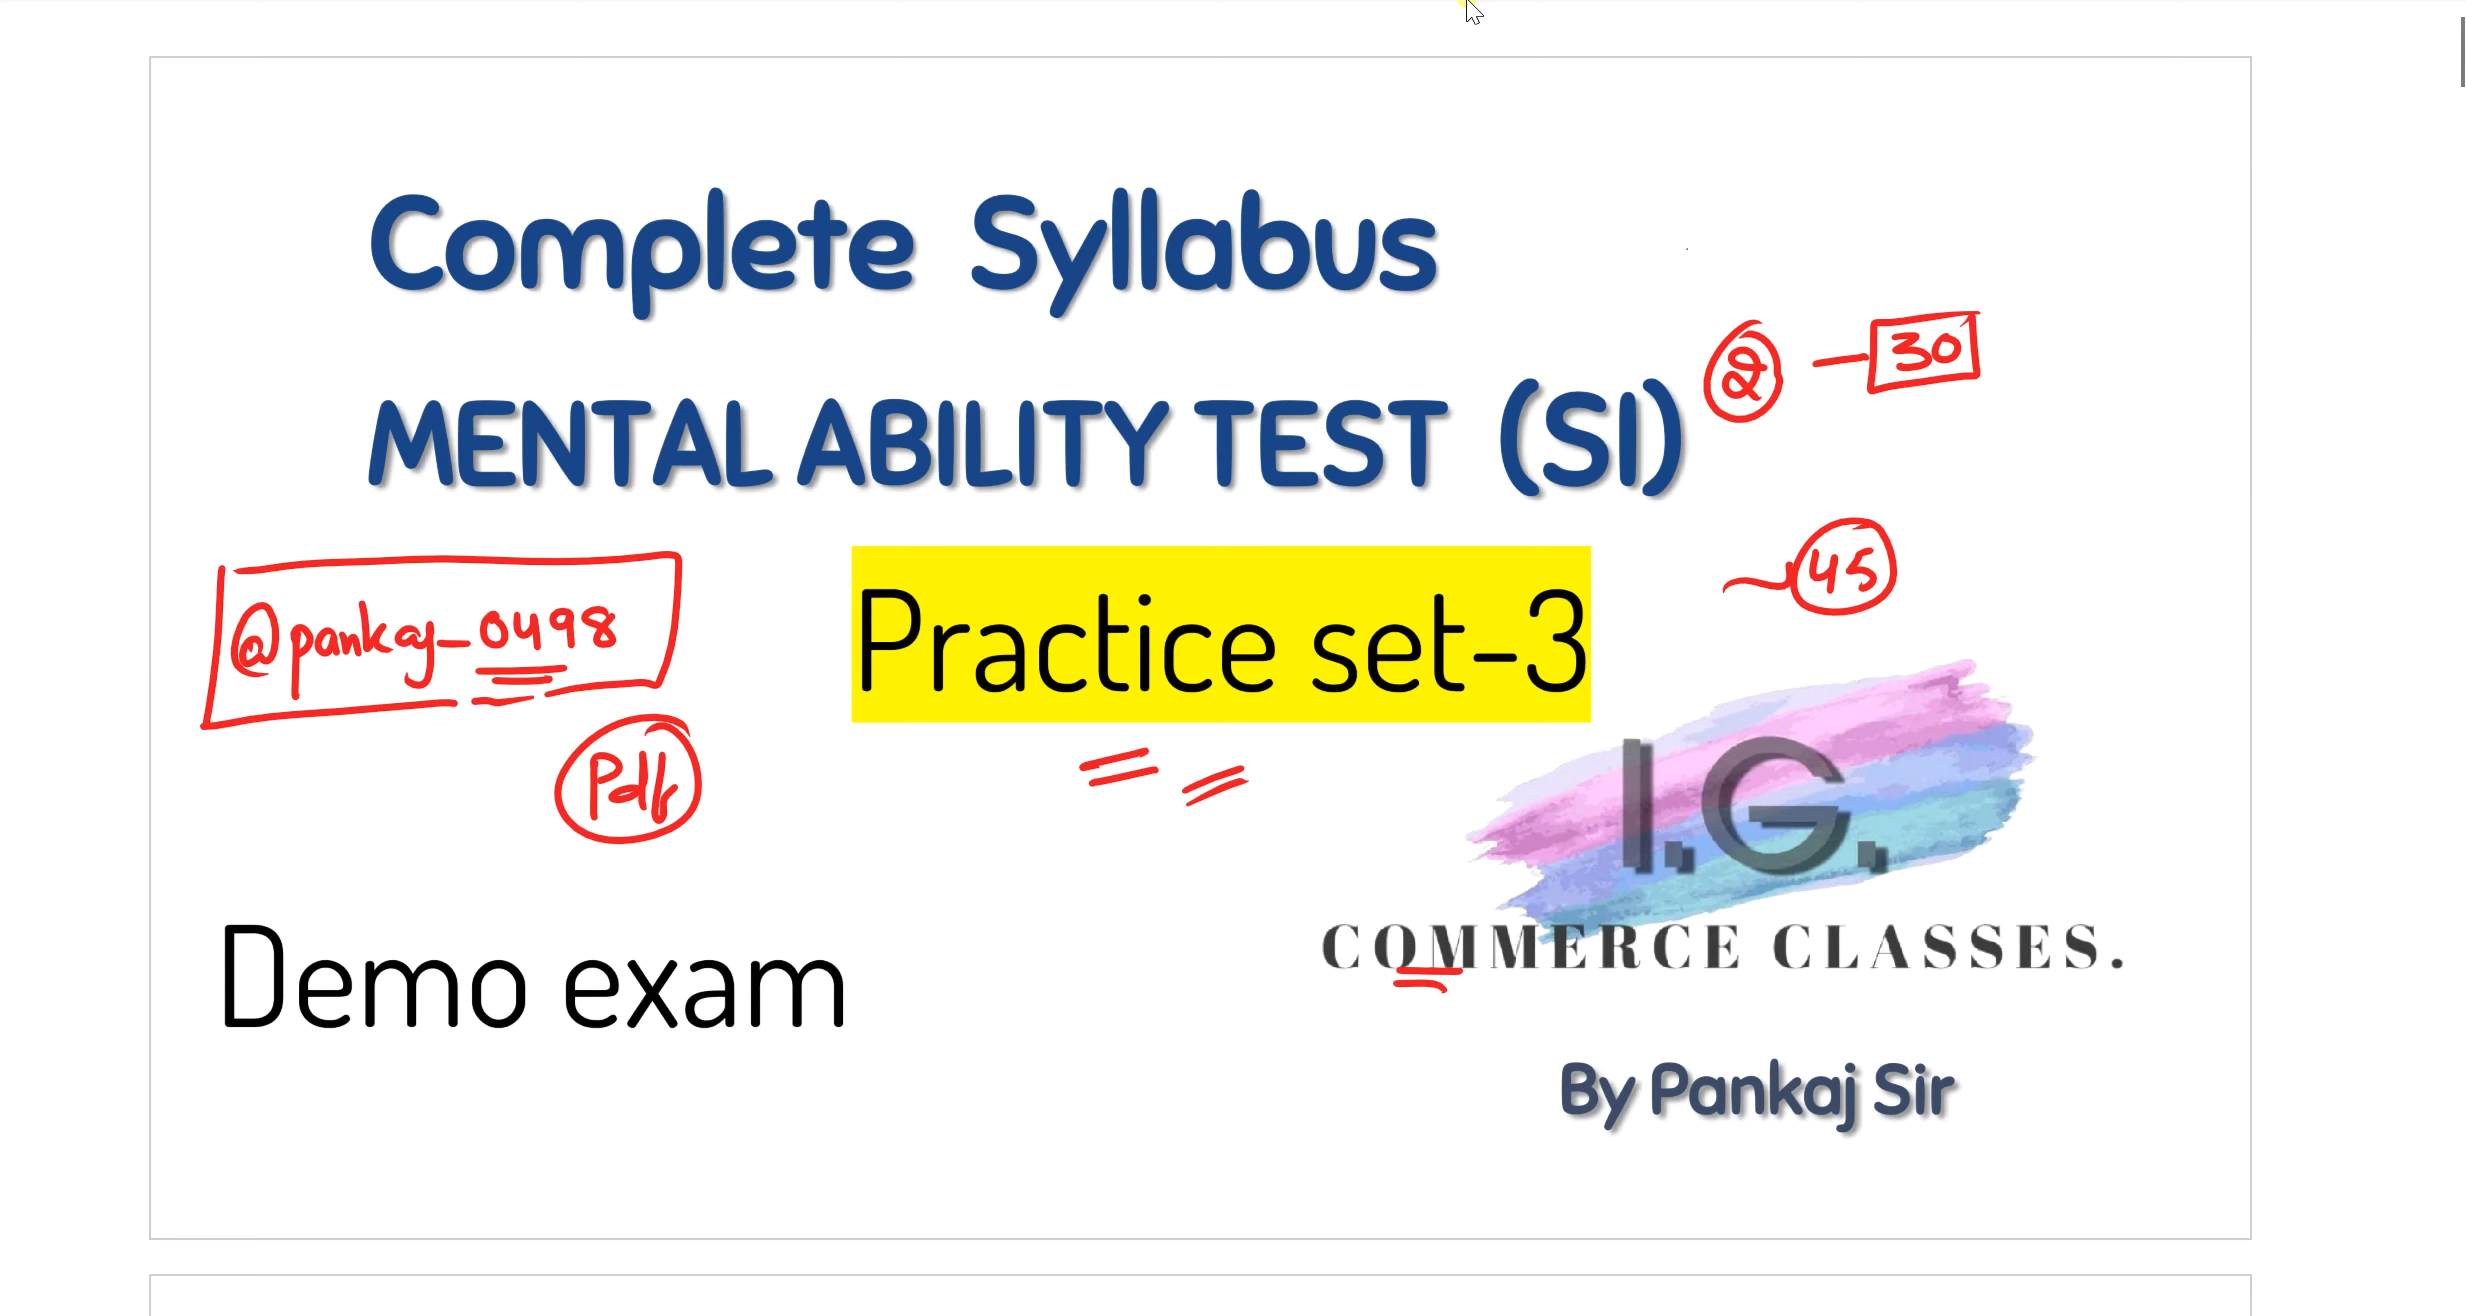 Complete Syllabus
MENTAL ABILITY TEST (SI)
Q - 30
45
@pankaj_0498
Practice set-3
Pdf
I.G.
COMMERCE CLASSES.
Demo exam
By Pankaj Sir